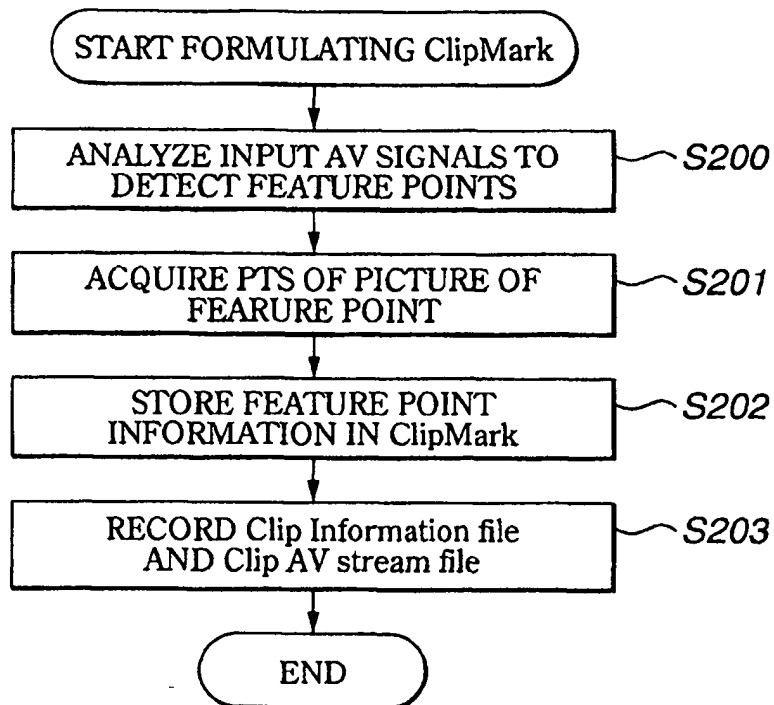 START FORMULATING ClipMark
ANALYZE INPUT AV SIGNALS TO
DETECT FEATURE POINTS
S200
ACQUIRE PTS OF PICTURE OF
FEARURE POINT
S201
STORE FEATURE POINT
INFORMATION IN ClipMark
S202
RECORD Clip Information file
AND Clip AV stream file
S203
END